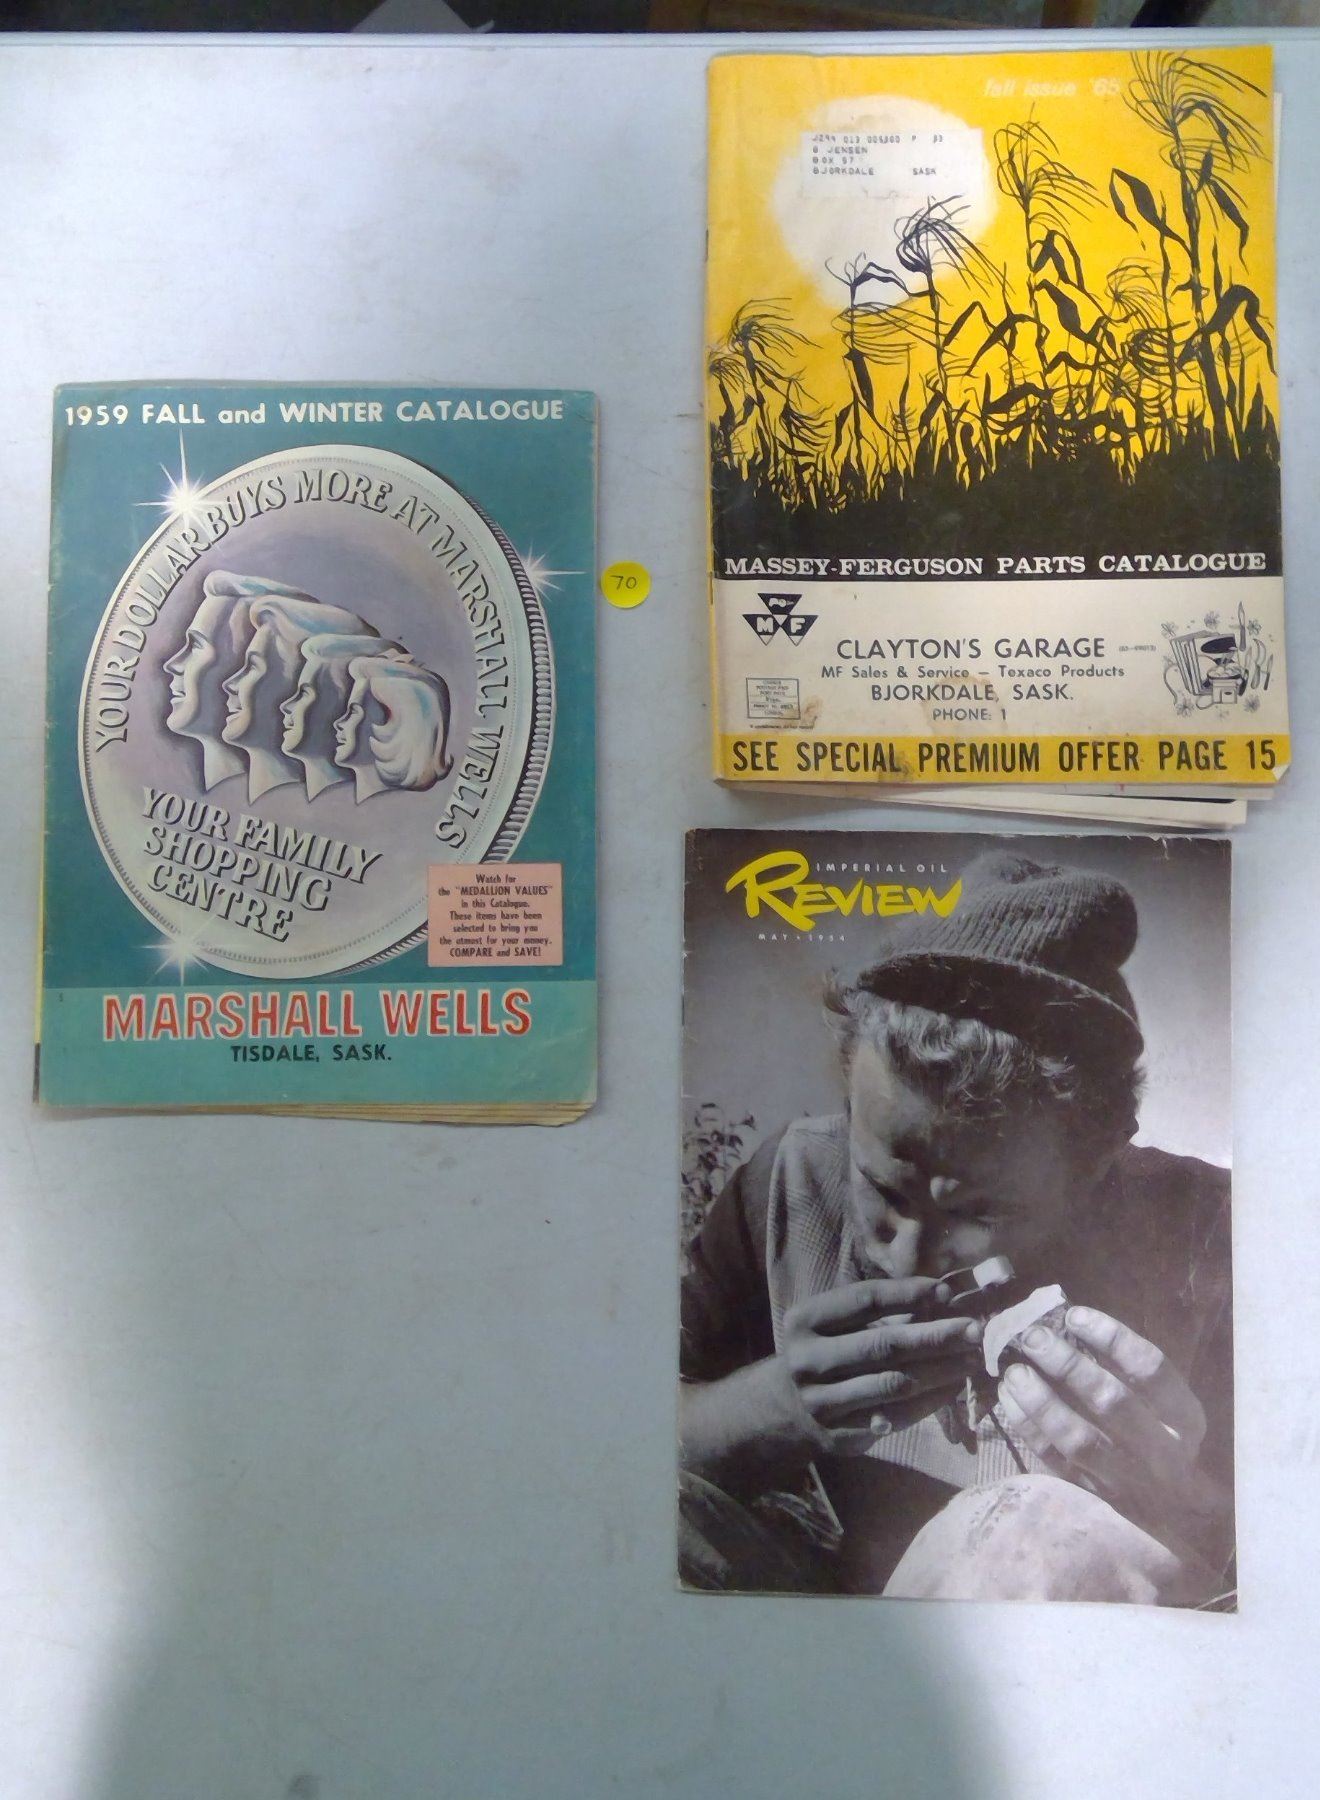 1959 FALL and WINTER CATALOGUE
YOUR DOLLAR BUYS MORE AT MARSHALL WELLS
YOUR FAMILY
SHOPPING
CENTRE
Watch for
the "MEDALLION VALUES"
in this Catalogue.
These items have been
selected to bring you
the utmost for your money.
COMPARE and SAVE!
MARSHALL WELLS
TISDALE, SASK.
70
fall issue '65
B JENSEN
BOX 57
BJORKDALE SASK
MASSEY-FERGUSON PARTS CATALOGUE
MF
CLAYTON'S GARAGE
MF Sales & Service — Texaco Products
BJORKDALE, SASK.
PHONE: 1
SEE SPECIAL PREMIUM OFFER PAGE 15
IMPERIAL OIL
REVIEW
MAY • 1954